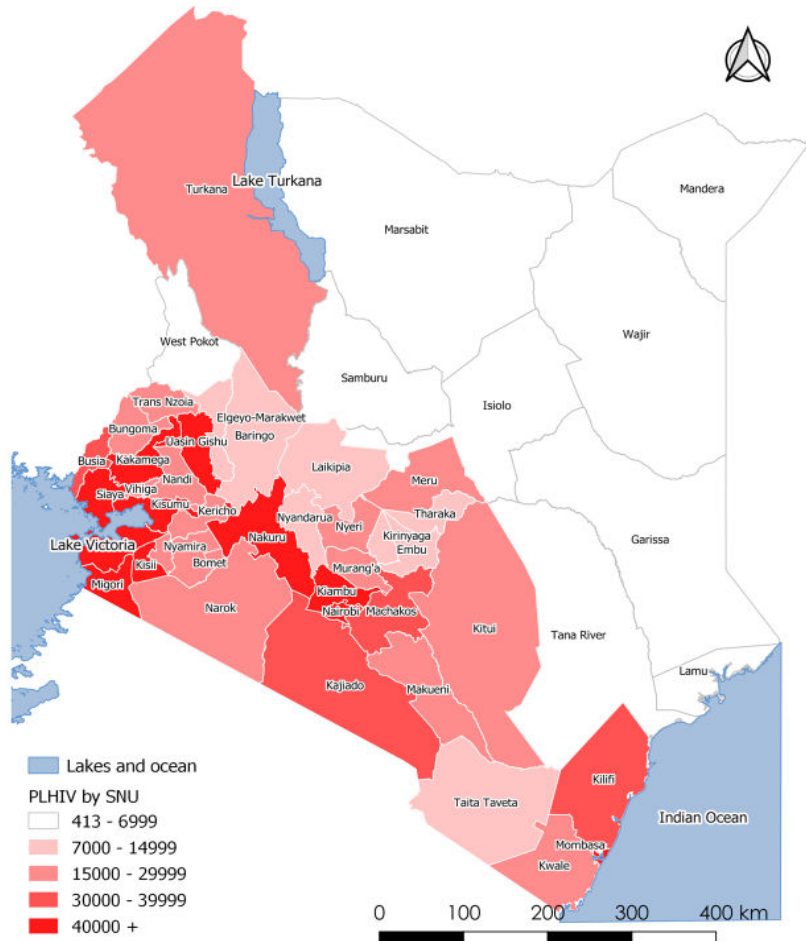 Turkana
Lake Turkana
Mandera
Marsabit
Wajir
West Pokot
Samburu
Isiolo
Trans Nzoia
Elgeyo-Marakwet
Bungoma
Baringo
Uasin Gishu
Busia
Kakamega
Laikipia
Meru
Nandi
Siaya
Vihiga
Kisumu
Kericho
Tharaka
Nyandarua
Nyeri
Kirinyaga
Garissa
Lake Victoria
Nyamira
Nakuru
Embu
Kisii
Bomet
Murang'a
Migori
Kiambu
Narok
Nairobi
Machakos
Kitui
Tana River
Lamu
Kajiado
Makueni
Kilifi
Taita Taveta
Indian Ocean
Mombasa
Kwale
Lakes and ocean
PLHIV by SNU
413 - 6999
7000 - 14999
15000 - 29999
30000 - 39999
40000 +
0 100 200 300 400 km